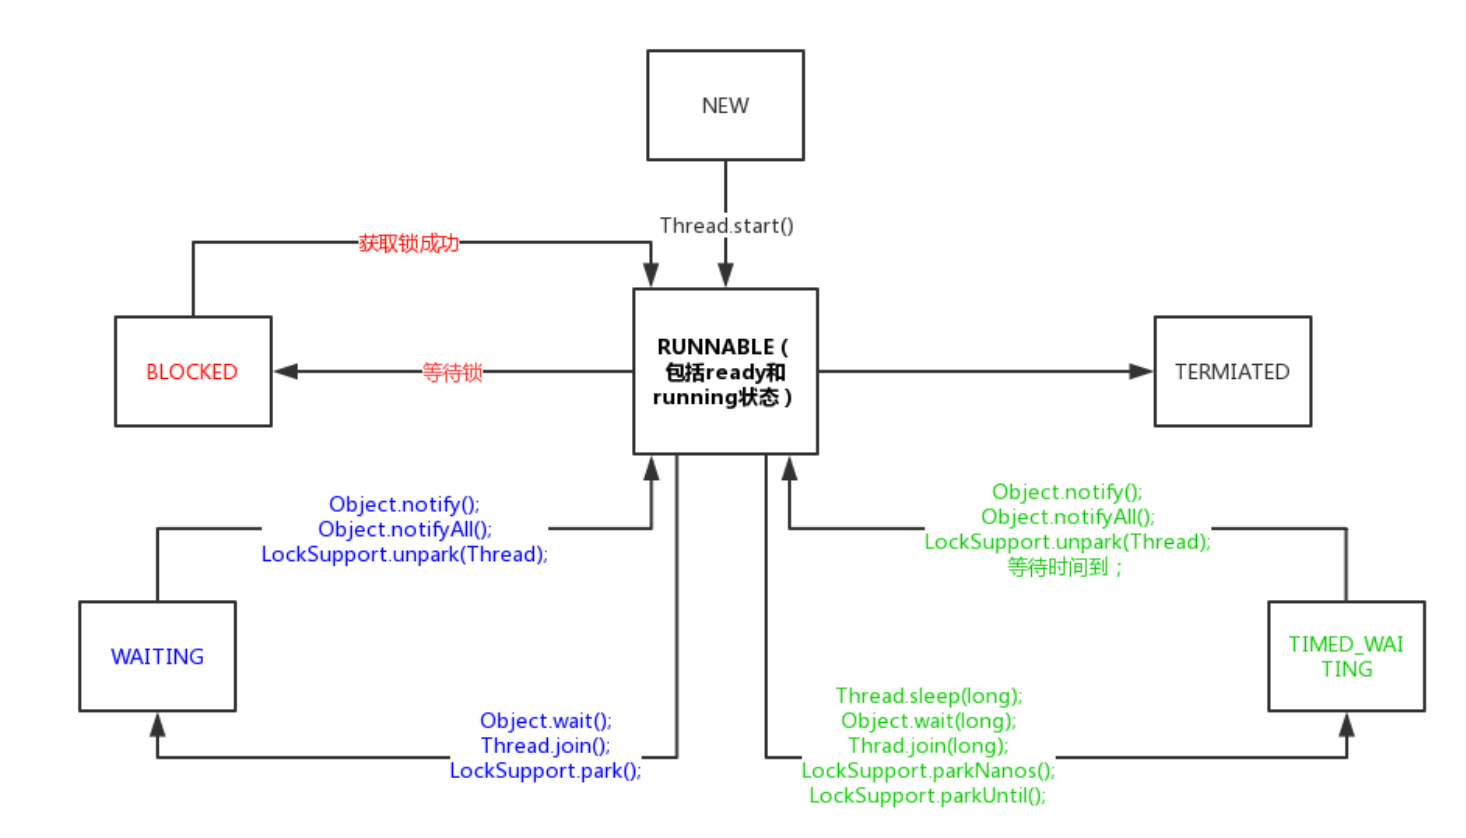 NEW
Thread.start()
获取锁成功
BLOCKED
等待锁
RUNNABLE（
包括ready和
running状态）
TERMIATED
Object.notify();
Object.notifyAll();
LockSupport.unpark(Thread);
Object.notify();
Object.notifyAll();
LockSupport.unpark(Thread);
等待时间到；
WAITING
TIMED_WAI
TING
Object.wait();
Thread.join();
LockSupport.park();
Thread.sleep(long);
Object.wait(long);
Thrad.join(long);
LockSupport.parkNanos();
LockSupport.parkUntil();